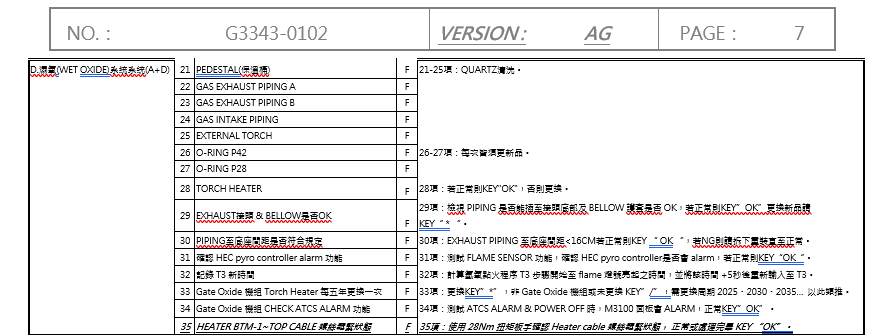 NO. : G3343-0102 VERSION : AG PAGE : 7
D.濕氧(WET OXIDE)系統系統(A+D) 21 PEDESTAL(保溫桶) F 21-25項：QUARTZ清洗。
22 GAS EXHAUST PIPING A F
23 GAS EXHAUST PIPING B F
24 GAS INTAKE PIPING F
25 EXTERNAL TORCH F
26 O-RING P42 F 26-27項：每次皆須更新品。
27 O-RING P28 F
28 TORCH HEATER F 28項：若正常則KEY"OK"，否則更換。
29 EXHAUST接頭 & BELLOW是否OK F 29項：檢視 PIPING 是否能插至接頭底部及 BELLOW 護套是否 OK，若正常則KEY" OK" 更換新品請
KEY " * "。
30 PIPING至底座間距是否符合規定 F 30項：EXHAUST PIPING 至底座間距<16CM若正常則KEY " OK "，若NG則請拆下重裝直至正常。
31 確認 HEC pyro controller alarm 功能 F 31項：測試 FLAME SENSOR 功能，確認 HEC pyro controller是否會 alarm，若正常則KEY "OK "。
32 記錄 T3 新時間 F 32項：計算氫氧點火程序 T3 步驟開始至 flame 燈號亮起之時間，並將該時間 +5秒後重新輸入至 T3。
33 Gate Oxide 機組 Torch Heater 每五年更換一次 F 33項：更換KEY" *"，非 Gate Oxide 機組或未更換 KEY" /"，需更換周期 2025、2030、2035... 以此類推。
34 Gate Oxide 機組 CHECK ATCS ALARM 功能 F 34項：測試 ATCS ALARM & POWER OFF 時，M3100 面板會 ALARM，正常KEY" OK"。
35 HEATER BTM-1~TOP CABLE 螺絲鎖緊狀態 F 35項：使用 28Nm 扭矩扳手確認 Heater cable 螺絲鎖緊狀態，正常或處理完畢 KEY "OK"。